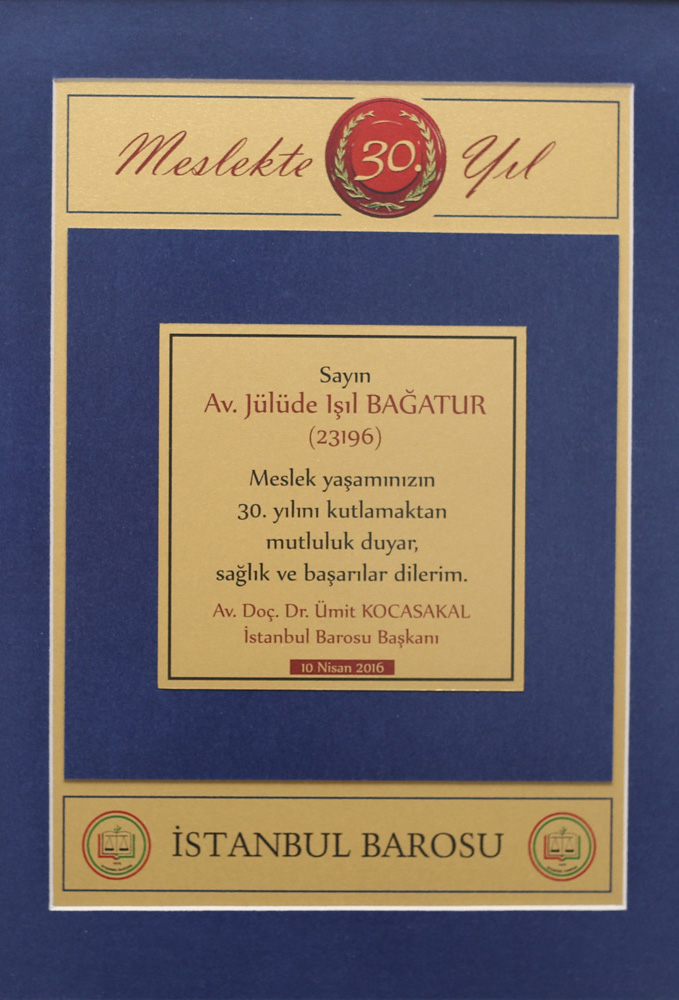 Meslekte 30. Yıl
Sayın
Av. Jülüde Işıl BAĞATUR
(23196)
Meslek yaşamınızın
30. yılını kutlamaktan
mutluluk duyar,
sağlık ve başarılar dilerim.
Av. Doç. Dr. Ümit KOCASAKAL
İstanbul Barosu Başkanı
10 Nisan 2016
İSTANBUL BAROSU